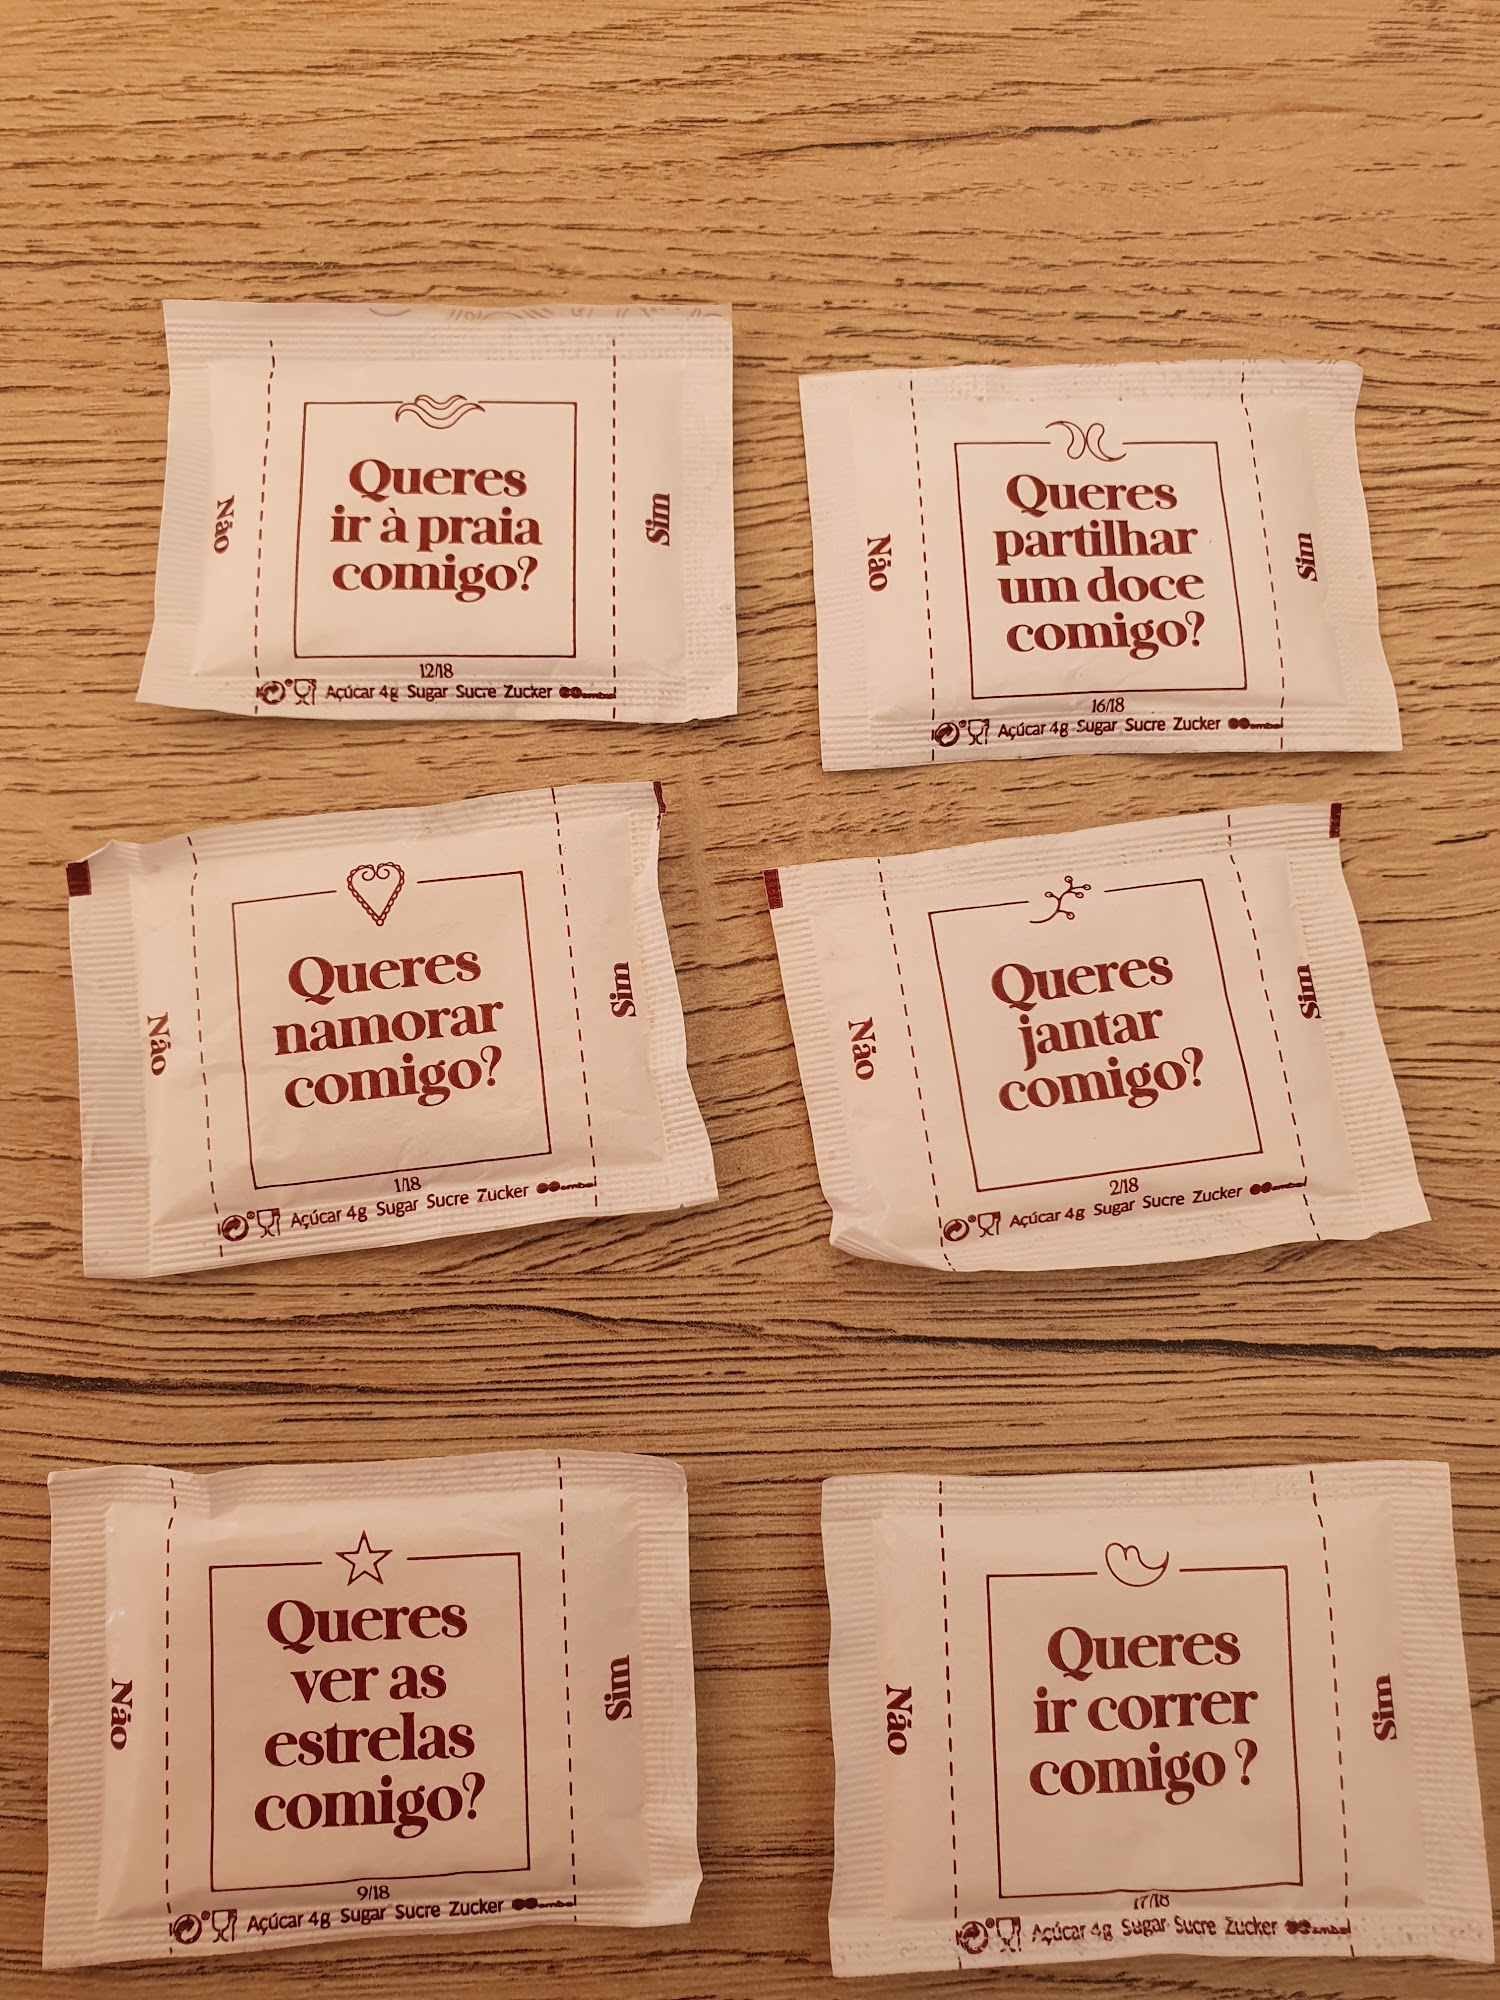 Não
Queres
ir à praia
comigo?
Sim
12/18
Açúcar 4g Sugar Sucre Zucker
Não
Queres
partilhar
um doce
comigo?
Sim
16/18
Açúcar 4g Sugar Sucre Zucker
Não
Queres
namorar
comigo?
Sim
1/18
Açúcar 4g Sugar Sucre Zucker
Não
Queres
jantar
comigo?
Sim
2/18
Açúcar 4g Sugar Sucre Zucker
Não
Queres
ver as
estrelas
comigo?
Sim
9/18
Açúcar 4g Sugar Sucre Zucker
Não
Queres
ir correr
comigo ?
Sim
17/18
Açúcar 4g Sugar Sucre Zucker